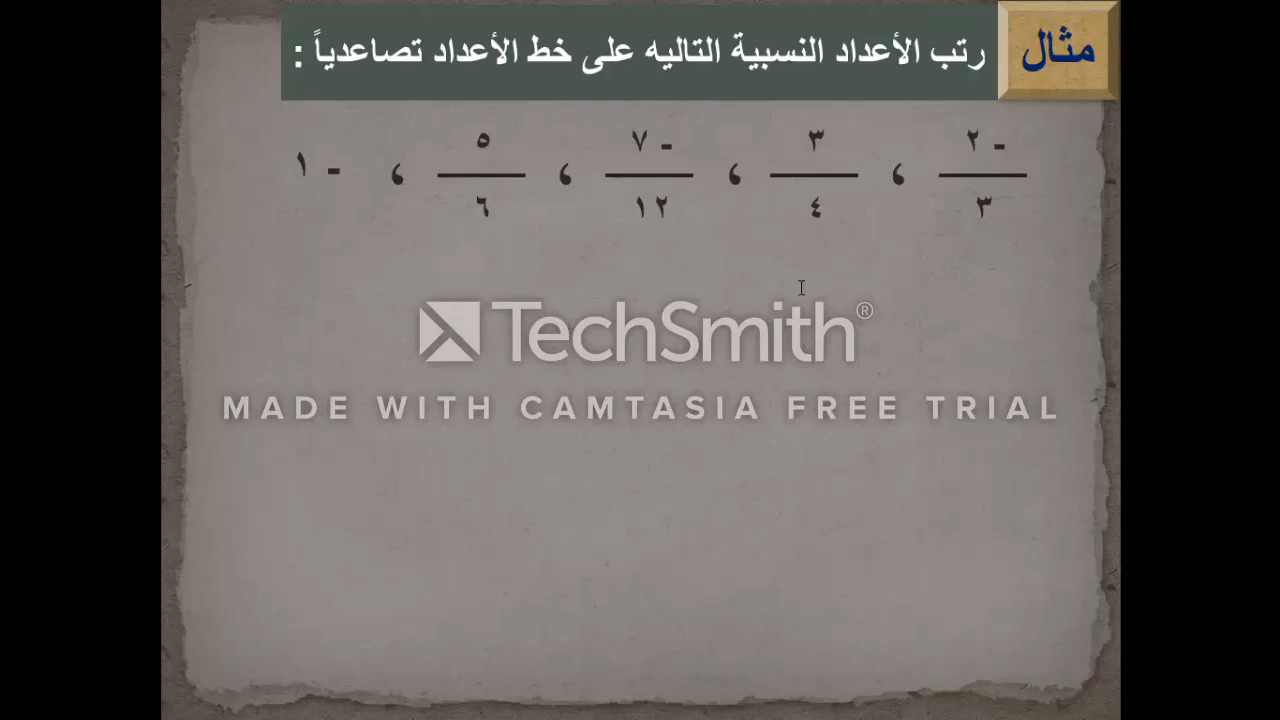 مثال
رتب الأعداد النسبية التاليه على خط الأعداد تصاعدياً :
- ٢ ٣ - ٧ ٥
، ، ، ، - ١
٣ ٤ ١٢ ٦
TechSmith®
MADE WITH CAMTASIA FREE TRIAL